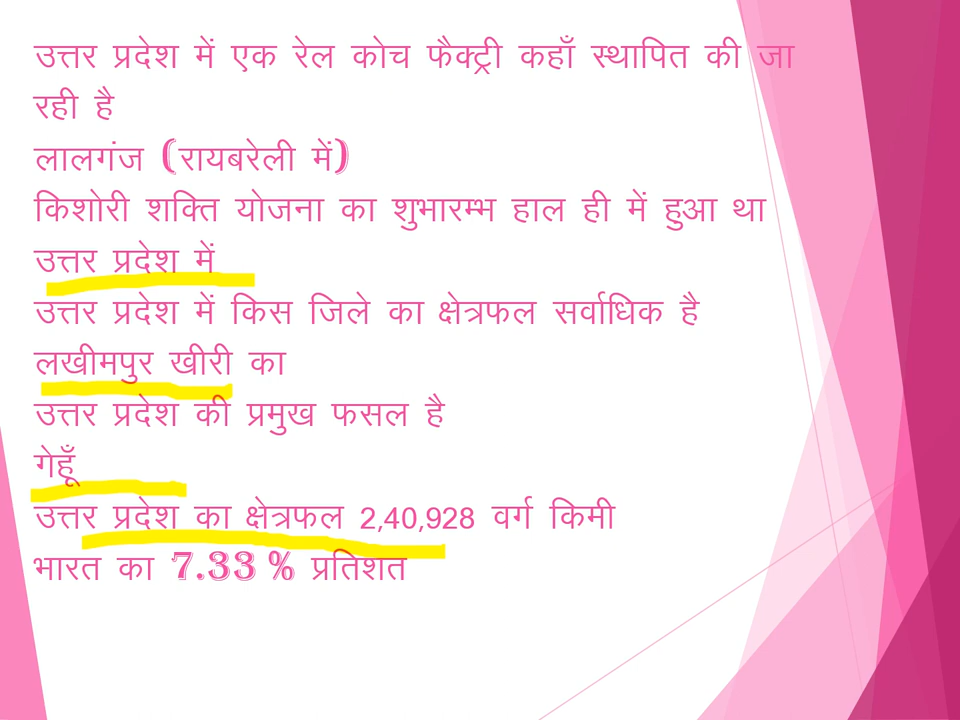 उत्तर प्रदेश में एक रेल कोच फैक्ट्री कहाँ स्थापित की जा
रही है
लालगंज (रायबरेली में)
किशोरी शक्ति योजना का शुभारम्भ हाल ही में हुआ था
उत्तर प्रदेश में
उत्तर प्रदेश में किस जिले का क्षेत्रफल सर्वाधिक है
लखीमपुर खीरी का
उत्तर प्रदेश की प्रमुख फसल है
गेहूँ
उत्तर प्रदेश का क्षेत्रफल 2,40,928 वर्ग किमी
भारत का 7.33 % प्रतिशत